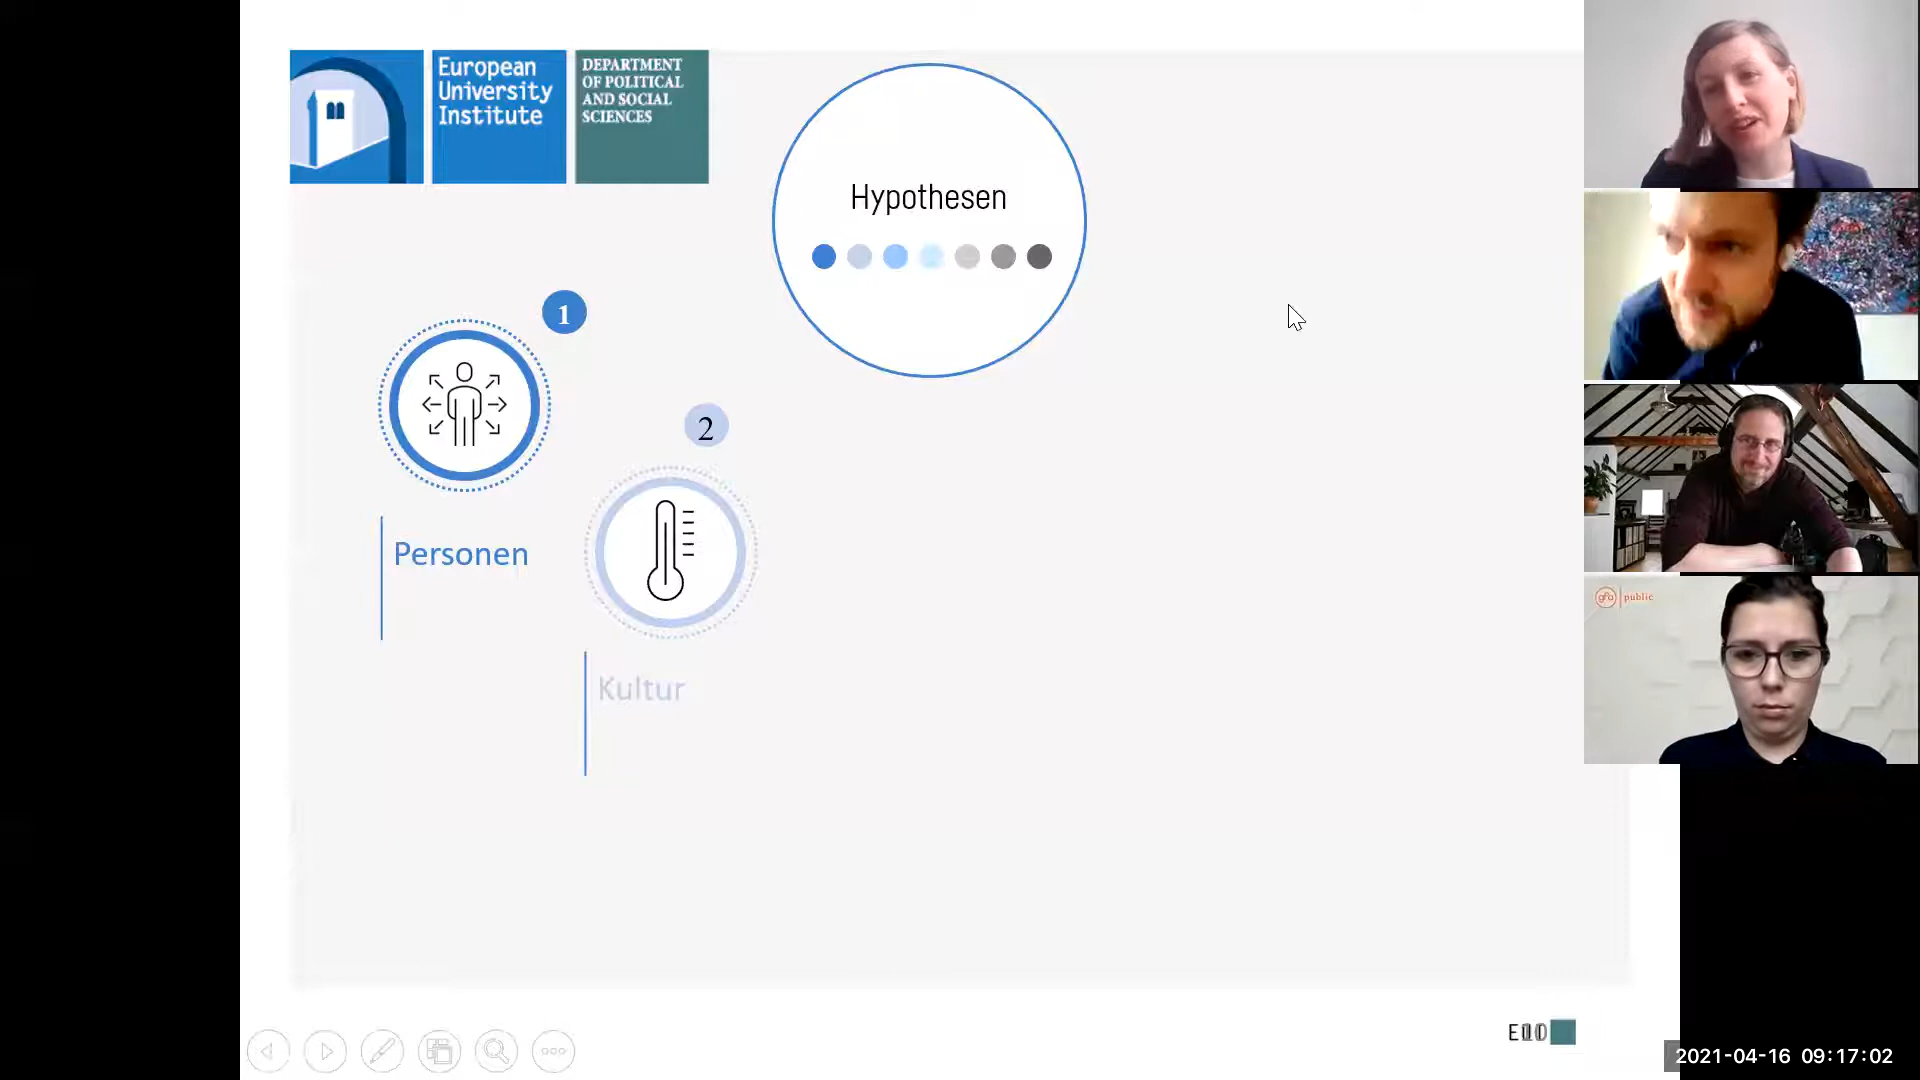 European
University
Institute
DEPARTMENT
OF POLITICAL
AND SOCIAL
SCIENCES
Hypothesen
1
Personen
2
Kultur
gfa public
2021-04-16 09:17:02